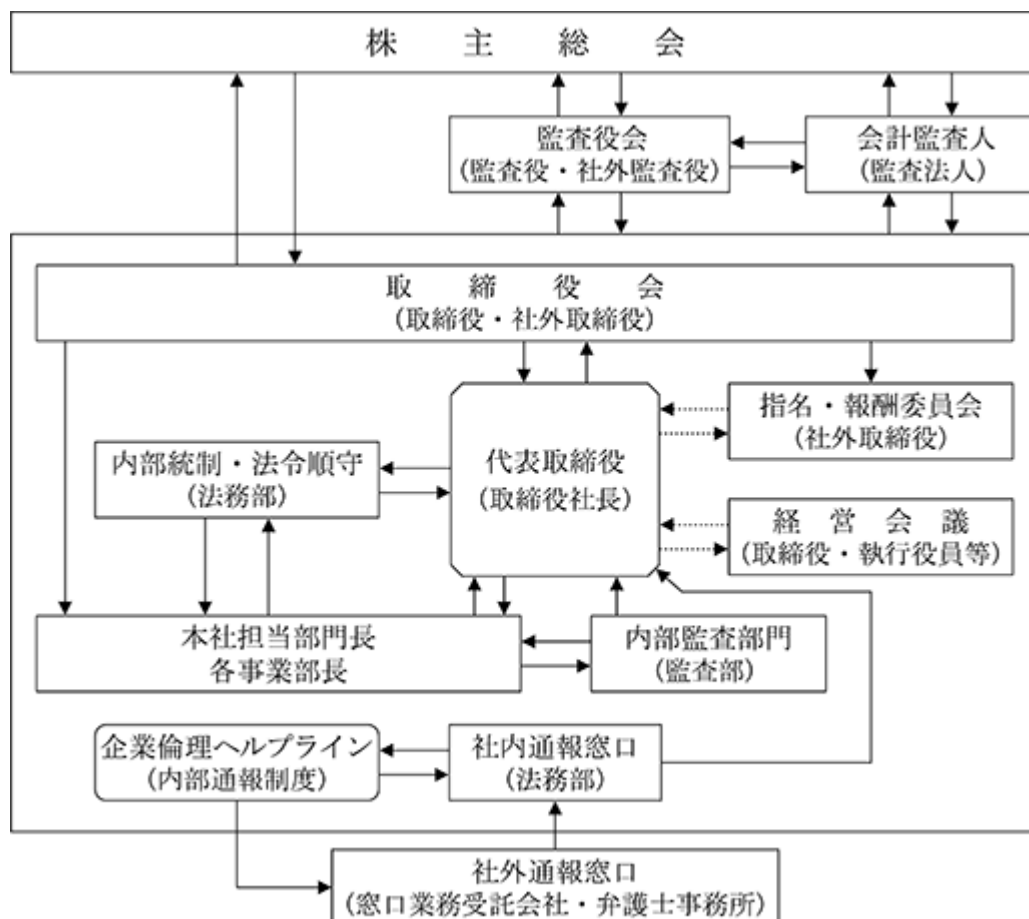 株主総会
監査役会
(監査役・社外監査役)
会計監査人
(監査法人)
取締役会
(取締役・社外取締役)
指名・報酬委員会
(社外取締役)
内部統制・法令順守
(法務部)
代表取締役
(取締役社長)
経営会議
(取締役・執行役員等)
本社担当部門長
各事業部長
内部監査部門
(監査部)
企業倫理ヘルプライン
(内部通報制度)
社内通報窓口
(法務部)
社外通報窓口
(窓口業務受託会社・弁護士事務所)